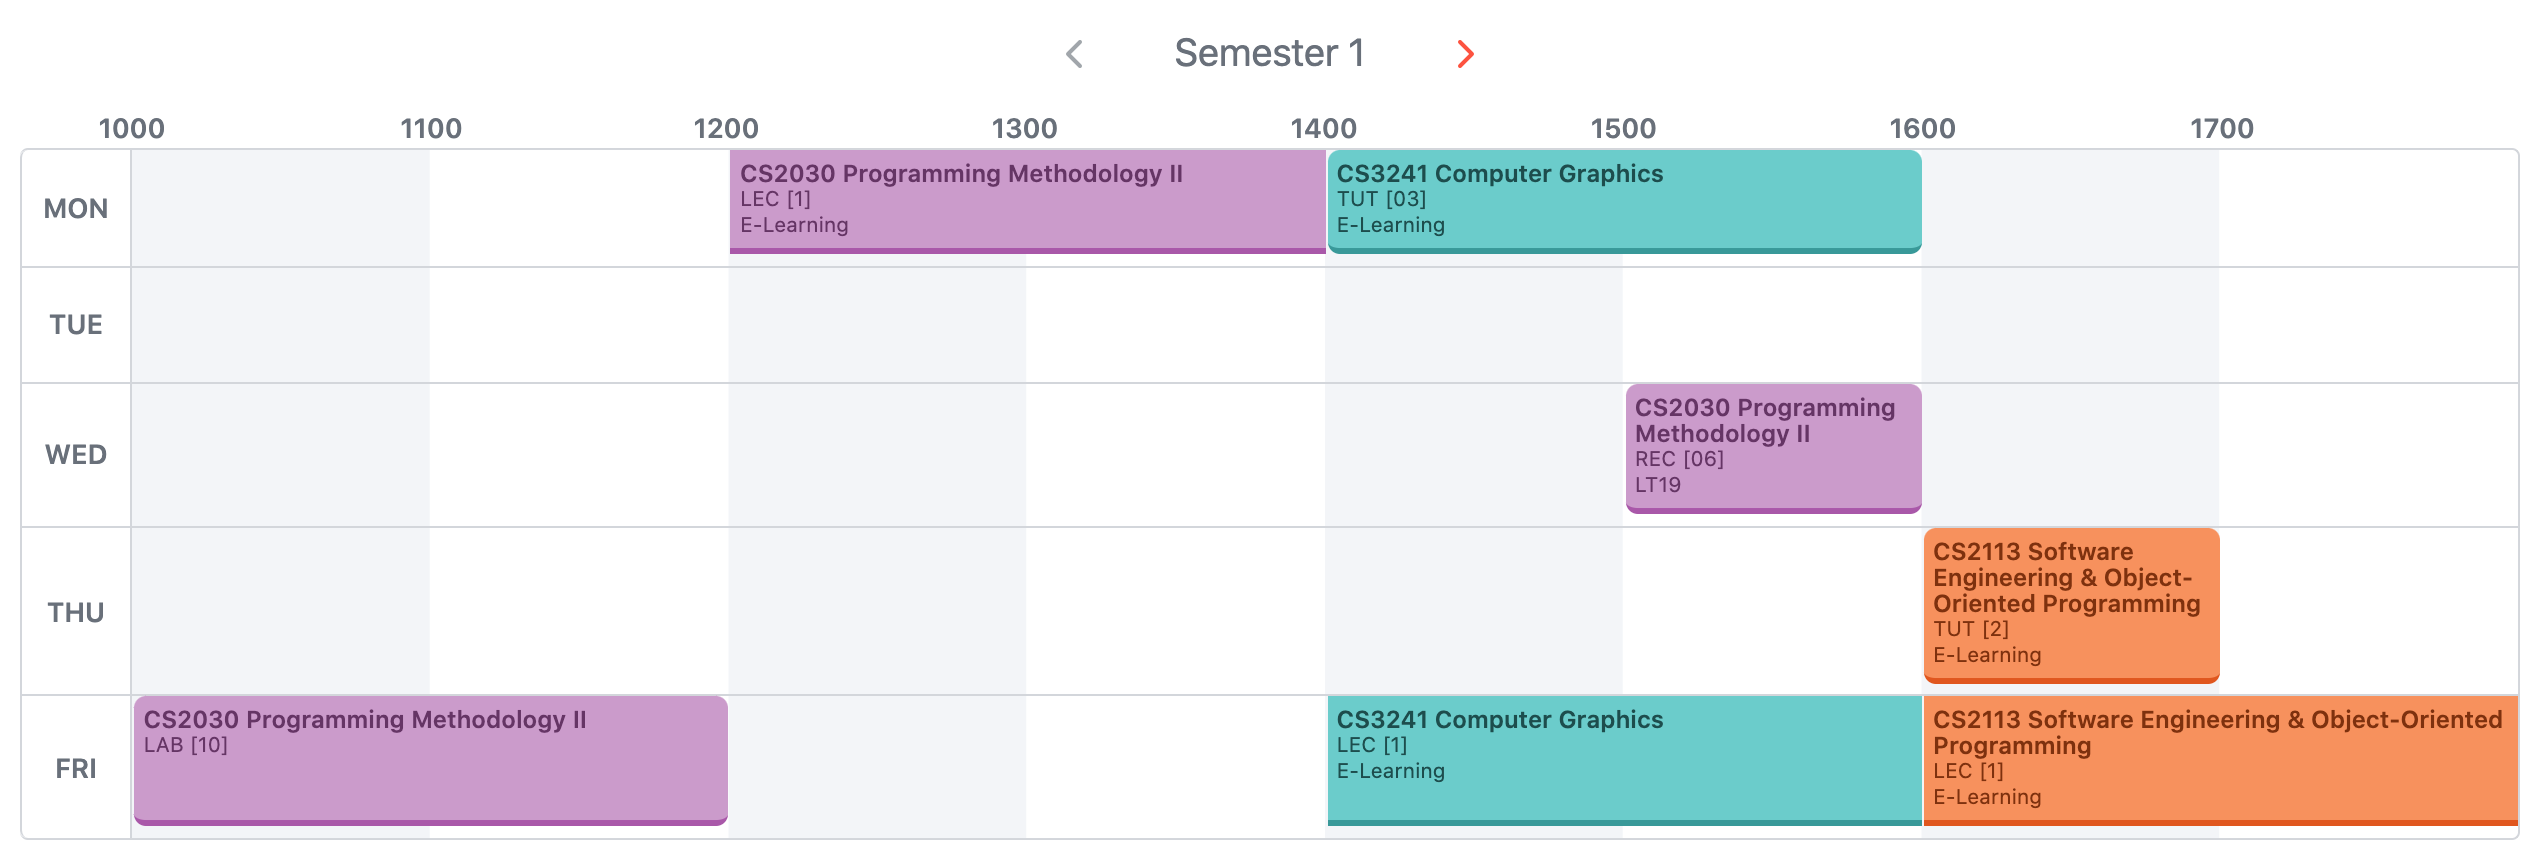 Semester 1
1000 1100 1200 1300 1400 1500 1600 1700
MON
CS2030 Programming Methodology II
LEC [1]
E-Learning
CS3241 Computer Graphics
TUT [03]
E-Learning
TUE
WED
CS2030 Programming
Methodology II
REC [06]
LT19
THU
CS2113 Software
Engineering & Object-
Oriented Programming
TUT [2]
E-Learning
FRI
CS2030 Programming Methodology II
LAB [10]
CS3241 Computer Graphics
LEC [1]
E-Learning
CS2113 Software Engineering & Object-Oriented
Programming
LEC [1]
E-Learning